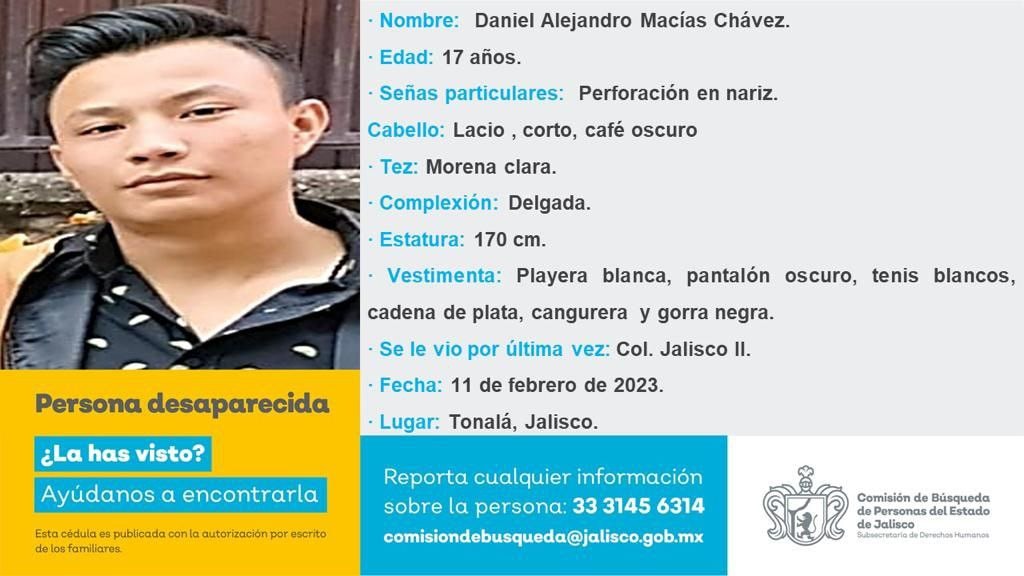 · Nombre: Daniel Alejandro Macías Chávez.
· Edad: 17 años.
· Señas particulares: Perforación en nariz.
Cabello: Lacio , corto, café oscuro
· Tez: Morena clara.
· Complexión: Delgada.
· Estatura: 170 cm.
· Vestimenta: Playera blanca, pantalón oscuro, tenis blancos,
cadena de plata, cangurera y gorra negra.
· Se le vio por última vez: Col. Jalisco II.
· Fecha: 11 de febrero de 2023.
· Lugar: Tonalá, Jalisco.
Persona desaparecida
¿La has visto?
Ayúdanos a encontrarla
Esta cédula es publicada con la autorización por escrito
de los familiares.
Reporta cualquier información
sobre la persona: 33 3145 6314
comisiondebusqueda@jalisco.gob.mx
Comisión de Búsqueda
de Personas del Estado
de Jalisco
Subsecretaría de Derechos Humanos